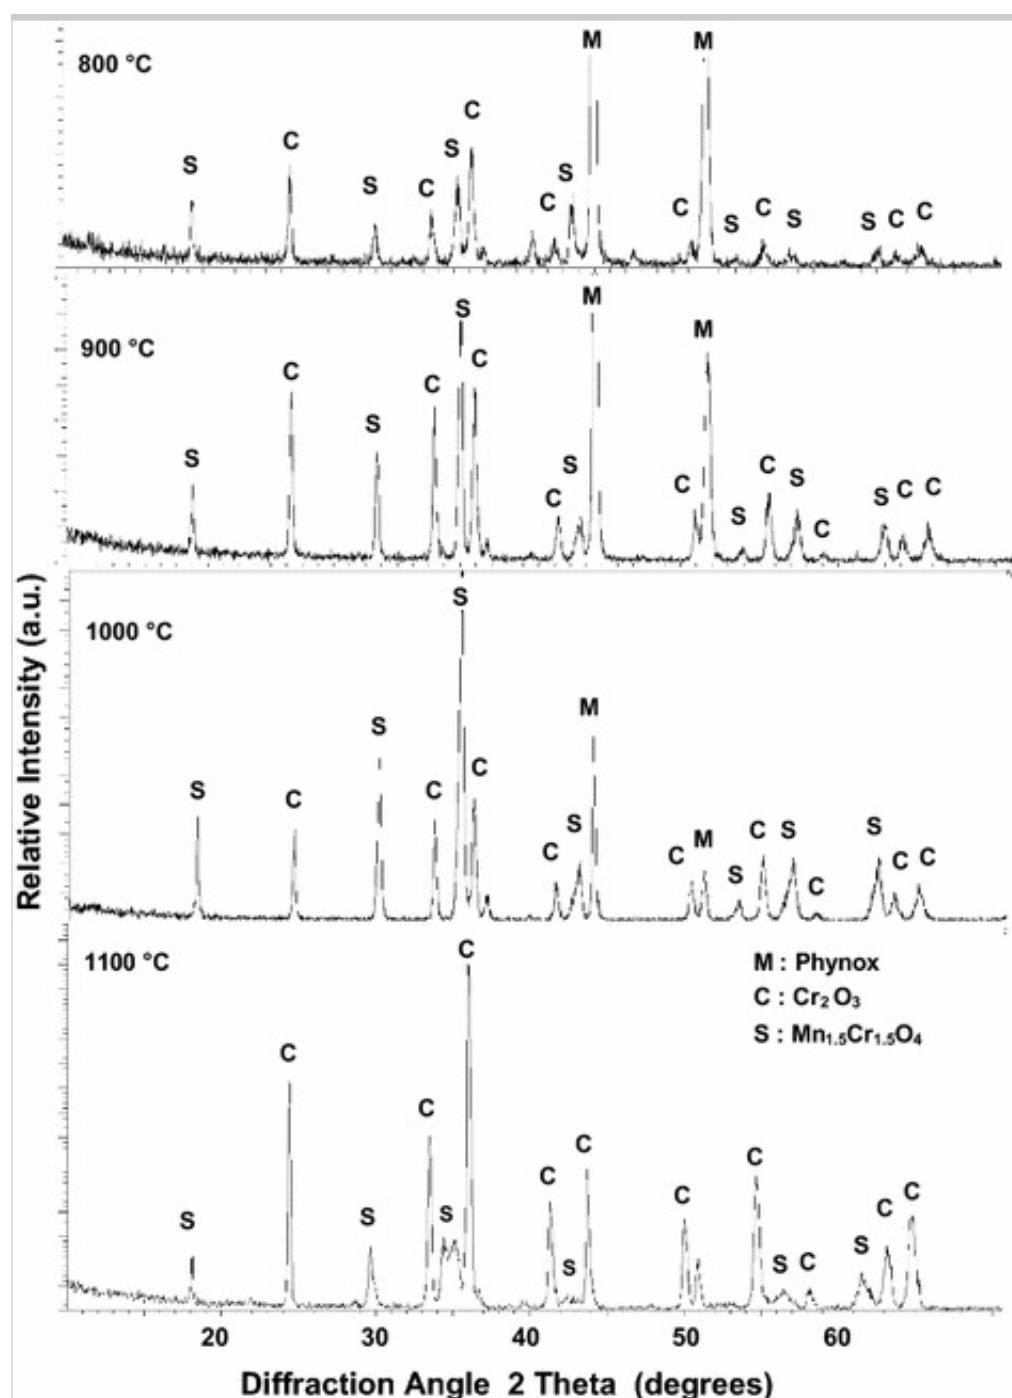 M
M
800 °C
C
C
S
S
S
C
S
C
C
S
C
S
S
C
C
M
S
M
900 °C
C
C
C
S
S
S
C
C
S
C
S
S
C
C
C
S
1000 °C
S
M
C
S
C
C
S
C
C
M
S
C
S
C
S
C
C
C
1100 °C
M : Phynox
C : Cr₂O₃
S : Mn₁.₅Cr₁.₅O₄
C
C
C
C
C
C
C
C
S
S
S
S
S
C
S
C
Relative Intensity (a.u.)
20 30 40 50 60
Diffraction Angle 2 Theta (degrees)